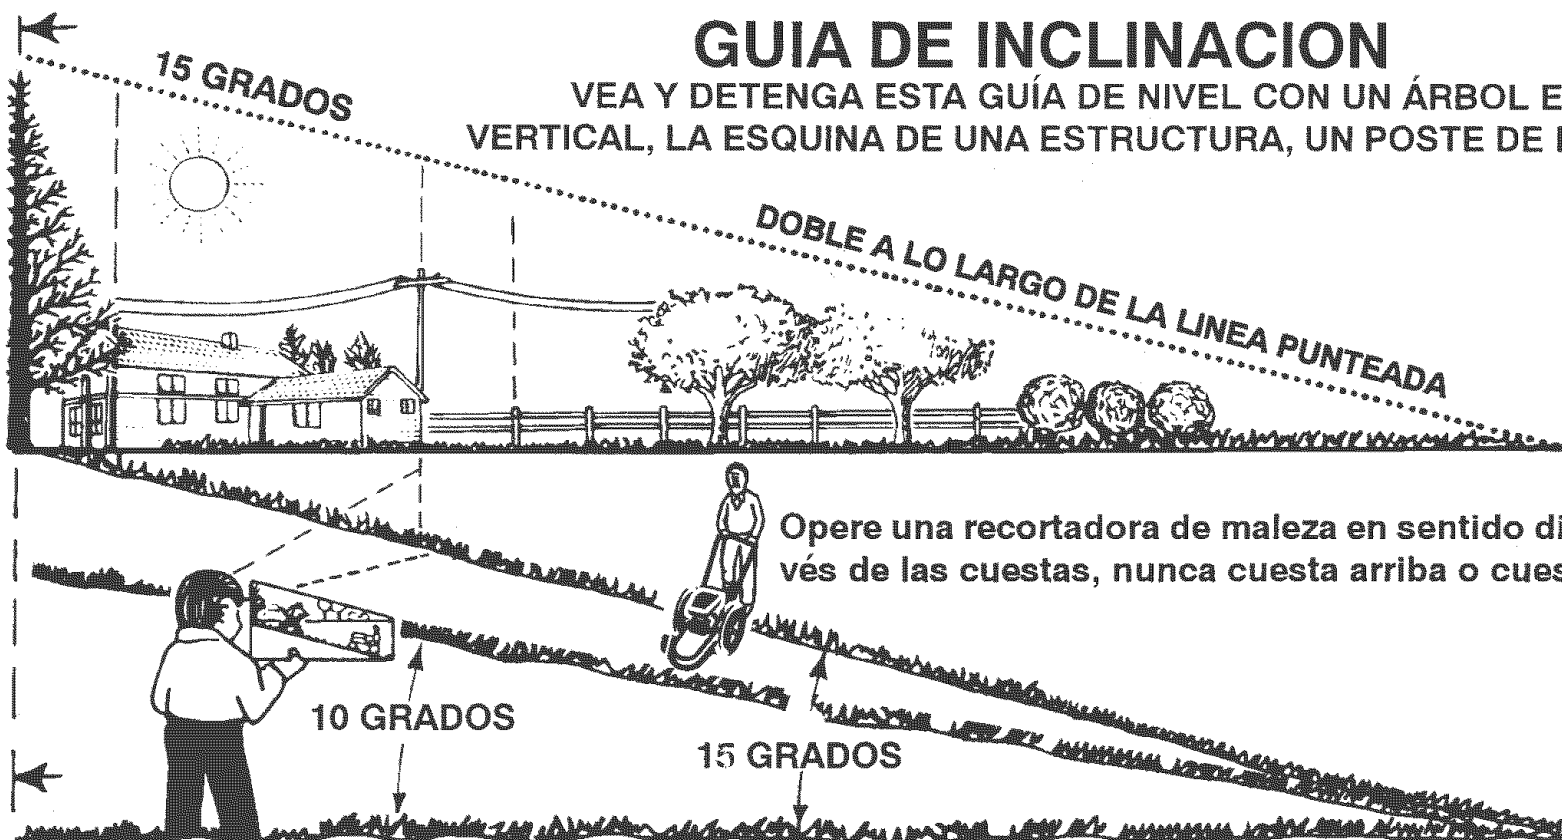 GUIA DE INCLINACION
VEA Y DETENGA ESTA GUÍA DE NIVEL CON UN ÁRBOL E
VERTICAL, LA ESQUINA DE UNA ESTRUCTURA, UN POSTE DE
15 GRADOS
DOBLE A LO LARGO DE LA LINEA PUNTEADA
Opere una recortadora de maleza en sentido di
vés de las cuestas, nunca cuesta arriba o cues
10 GRADOS
15 GRADOS